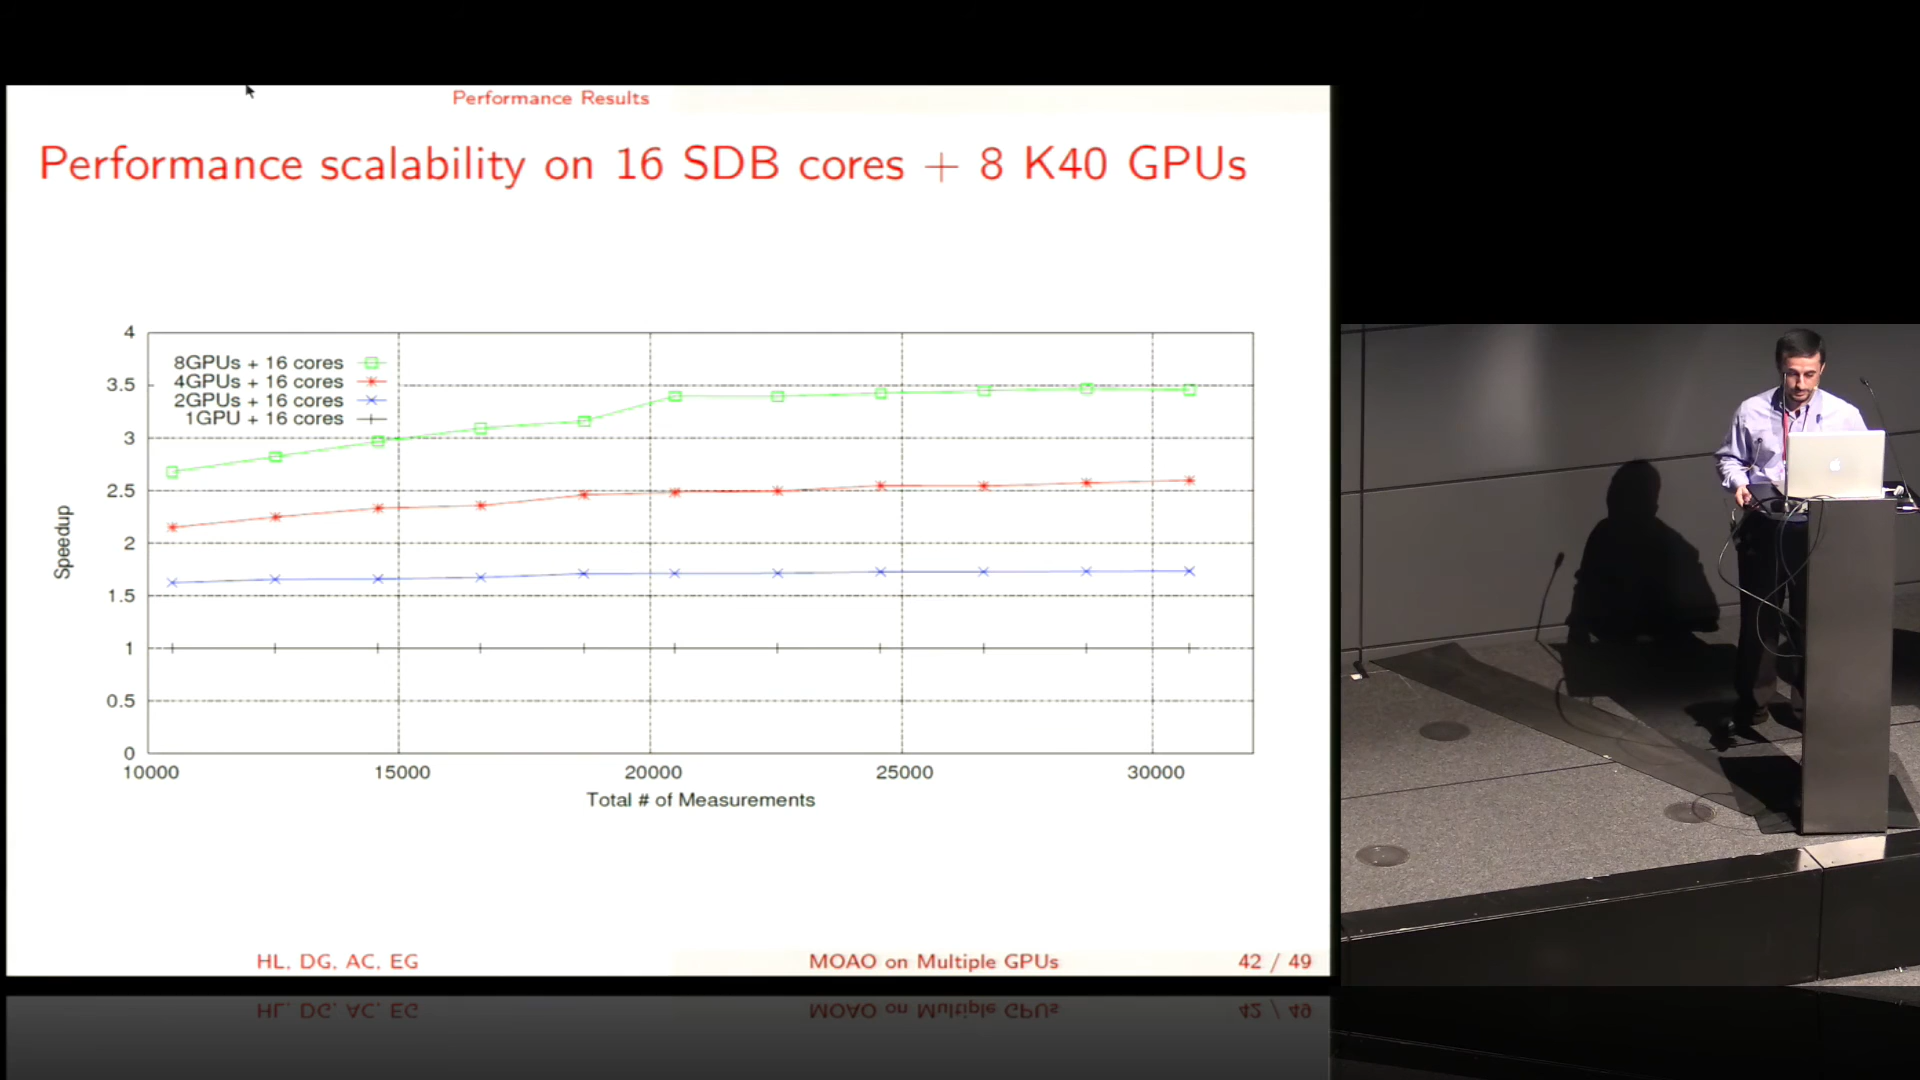 Performance Results
Performance scalability on 16 SDB cores + 8 K40 GPUs
4
3.5
3
2.5
2
1.5
1
0.5
0
Speedup
8GPUs + 16 cores
4GPUs + 16 cores
2GPUs + 16 cores
1GPU + 16 cores
10000 15000 20000 25000 30000
Total # of Measurements
HL, DG, AC, EG MOAO on Multiple GPUs 42 / 49